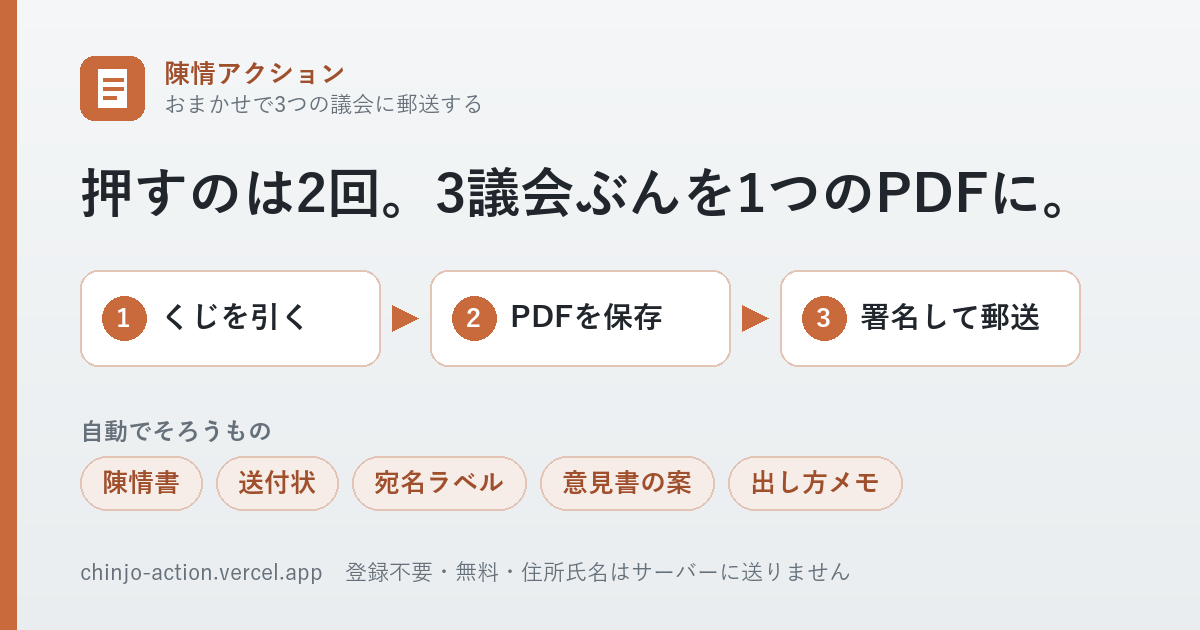 陳情アクション
おまかせで3つの議会に郵送する
押すのは2回。3議会ぶんを1つのPDFに。
1 くじを引く
2 PDFを保存
3 署名して郵送
自動でそろうもの
陳情書 送付状 宛名ラベル 意見書の案 出し方メモ
chinjo-action.vercel.app 登録不要・無料・住所氏名はサーバーに送りません